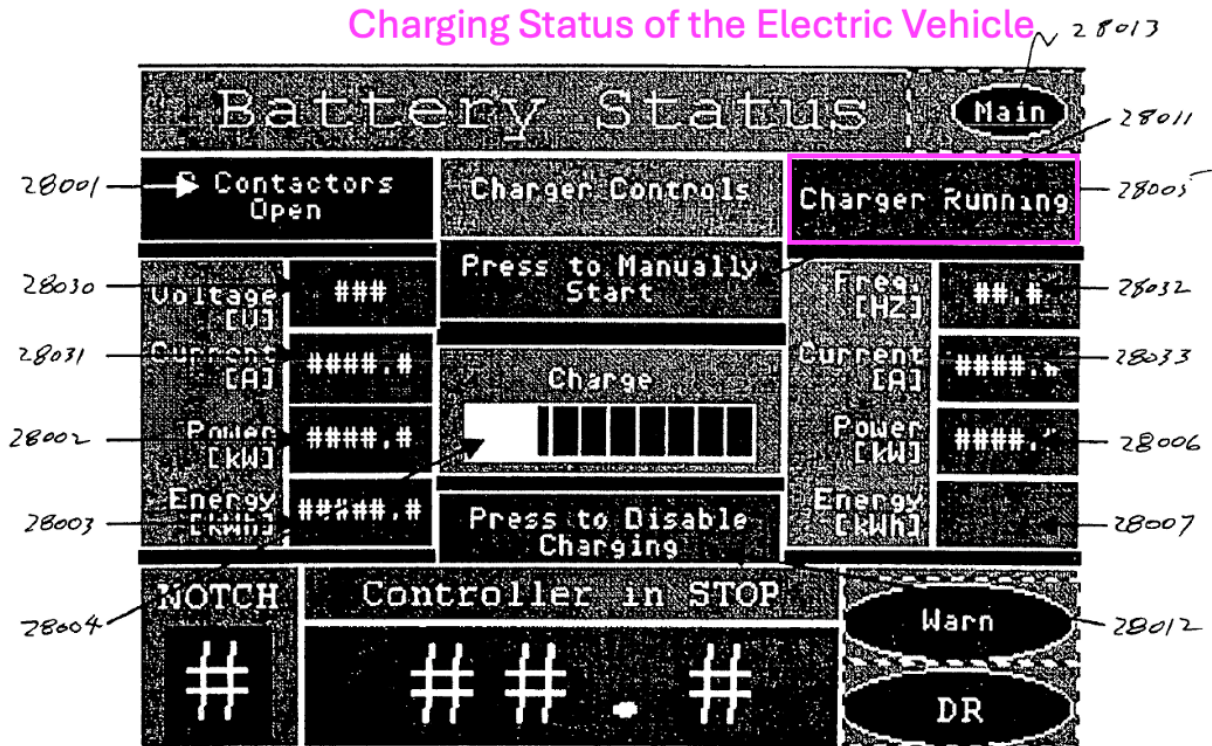 Charging Status of the Electric Vehicle
28013
Battery Status
Main
28011
28001
Contactors
Open
Charger Controls
Charger Running
28005
Press to Manually
Start
28030
Voltage
[V]
###
Freq.
[HZ]
##.#
28032
28031
Current
[A]
####.#
Charge
Current
[A]
####.
28033
28002
Power
[kW]
####.#
Power
[kW]
####.
28006
28003
Energy
[kWh]
#####.#
Press to Disable
Charging
Energy
[kWh]
28007
28004
NOTCH
Controller in STOP
Warn
28012
#
##.#
DR